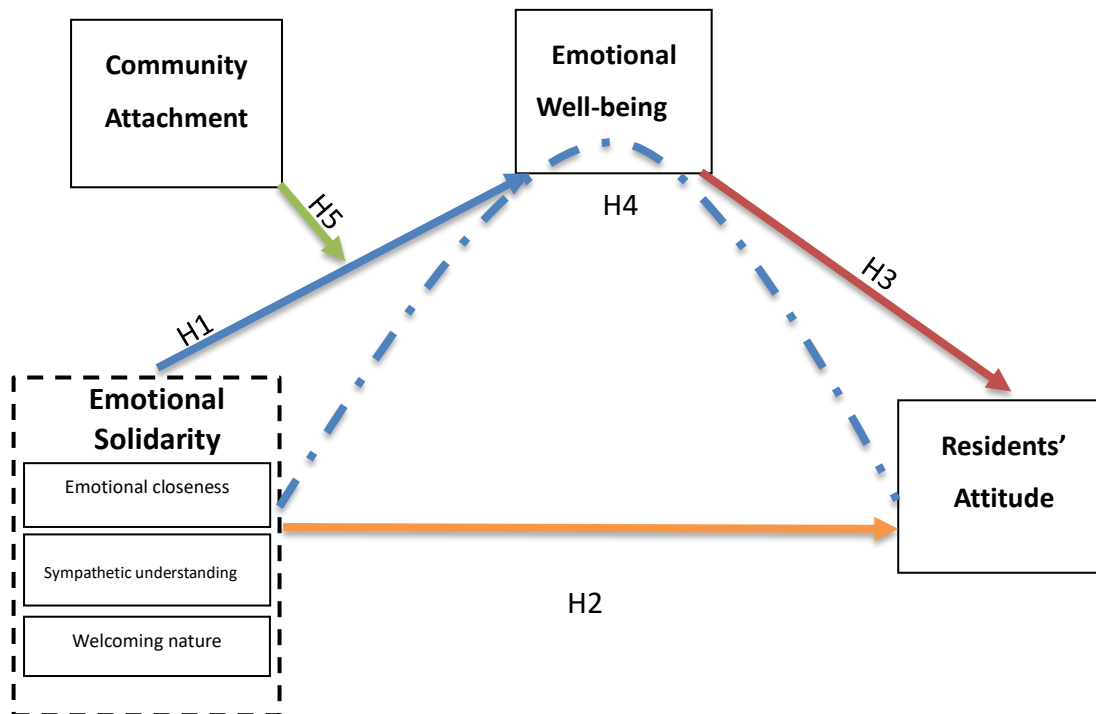 Community
Attachment
Emotional
Well-being
H5
H4
H3
H1
Emotional
Solidarity
Emotional closeness
Sympathetic understanding
Welcoming nature
Residents’
Attitude
H2